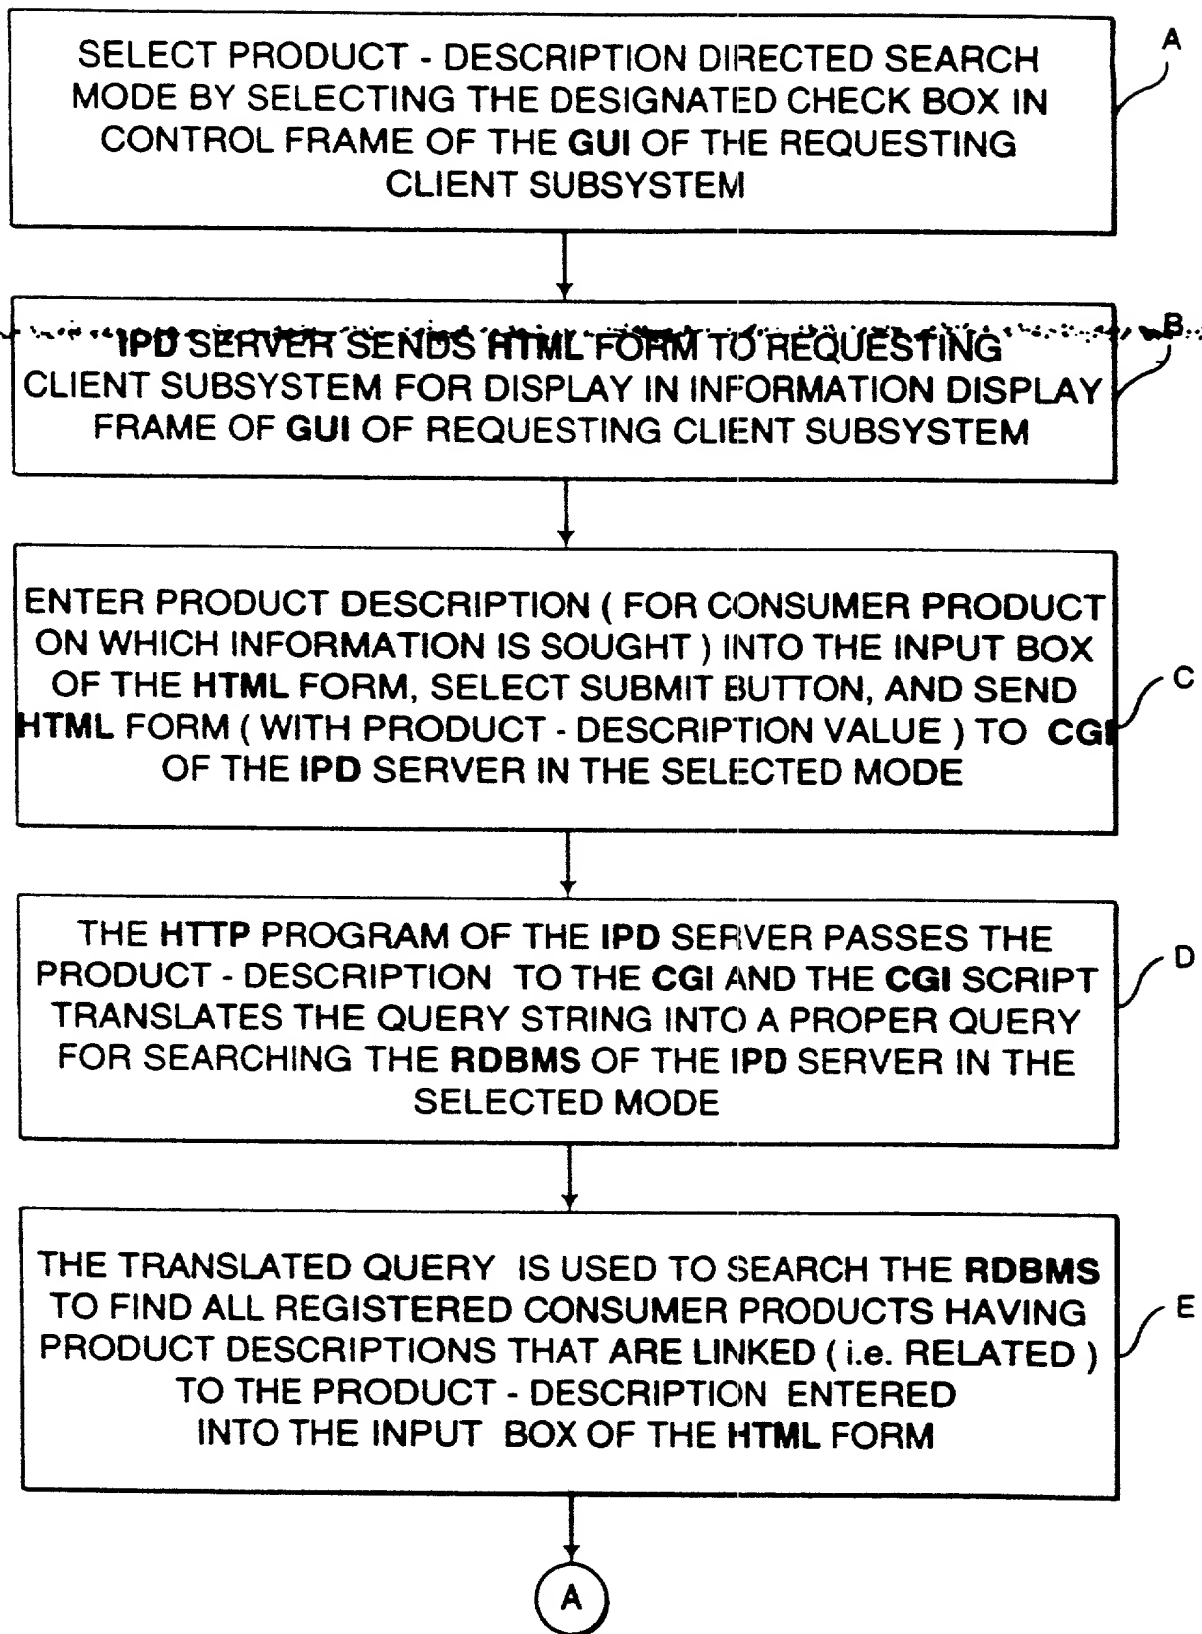 SELECT PRODUCT - DESCRIPTION DIRECTED SEARCH
MODE BY SELECTING THE DESIGNATED CHECK BOX IN
CONTROL FRAME OF THE GUI OF THE REQUESTING
CLIENT SUBSYSTEM
A
IPD SERVER SENDS HTML FORM TO REQUESTING
CLIENT SUBSYSTEM FOR DISPLAY IN INFORMATION DISPLAY
FRAME OF GUI OF REQUESTING CLIENT SUBSYSTEM
B
ENTER PRODUCT DESCRIPTION ( FOR CONSUMER PRODUCT
ON WHICH INFORMATION IS SOUGHT ) INTO THE INPUT BOX
OF THE HTML FORM, SELECT SUBMIT BUTTON, AND SEND
HTML FORM ( WITH PRODUCT - DESCRIPTION VALUE ) TO CGI
OF THE IPD SERVER IN THE SELECTED MODE
C
THE HTTP PROGRAM OF THE IPD SERVER PASSES THE
PRODUCT - DESCRIPTION TO THE CGI AND THE CGI SCRIPT
TRANSLATES THE QUERY STRING INTO A PROPER QUERY
FOR SEARCHING THE RDBMS OF THE IPD SERVER IN THE
SELECTED MODE
D
THE TRANSLATED QUERY IS USED TO SEARCH THE RDBMS
TO FIND ALL REGISTERED CONSUMER PRODUCTS HAVING
PRODUCT DESCRIPTIONS THAT ARE LINKED ( i.e. RELATED )
TO THE PRODUCT - DESCRIPTION ENTERED
INTO THE INPUT BOX OF THE HTML FORM
E
A